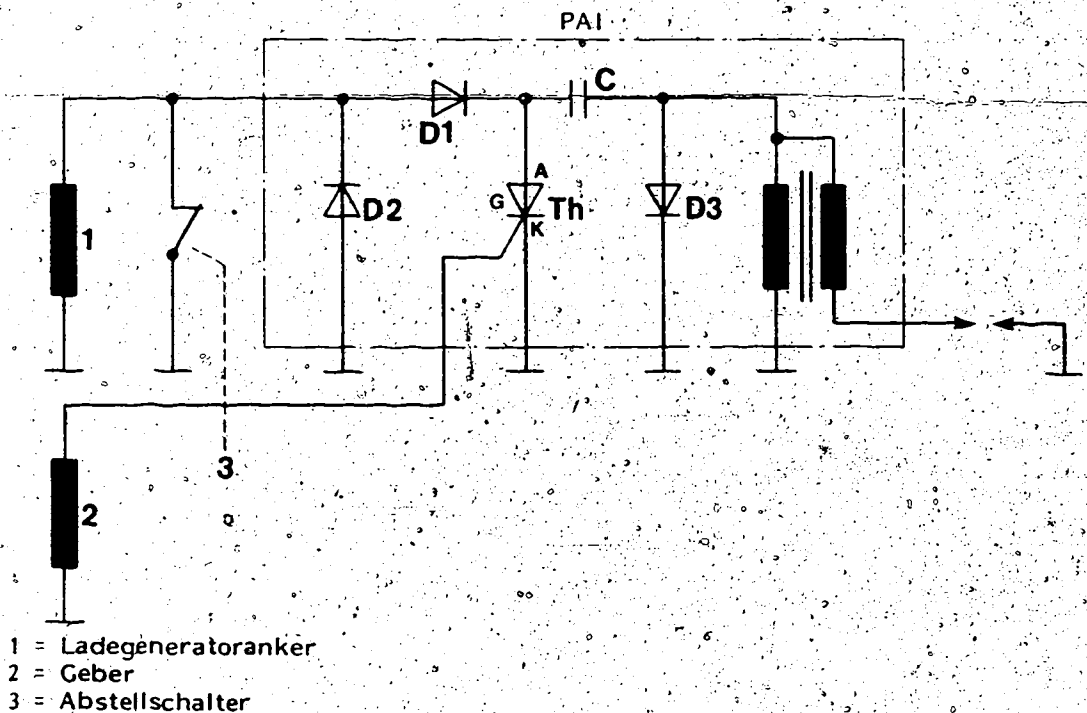 PAI
C
D1
A
G
Th
D2
K
D3
1
3
2
1 = Ladegeneratoranker
2 = Geber
3 = Abstellschalter